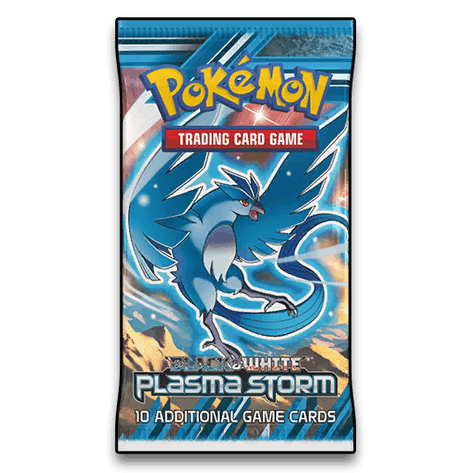 POKéMON
TRADING CARD GAME
BLACK & WHITE
PLASMA STORM
10 ADDITIONAL GAME CARDS